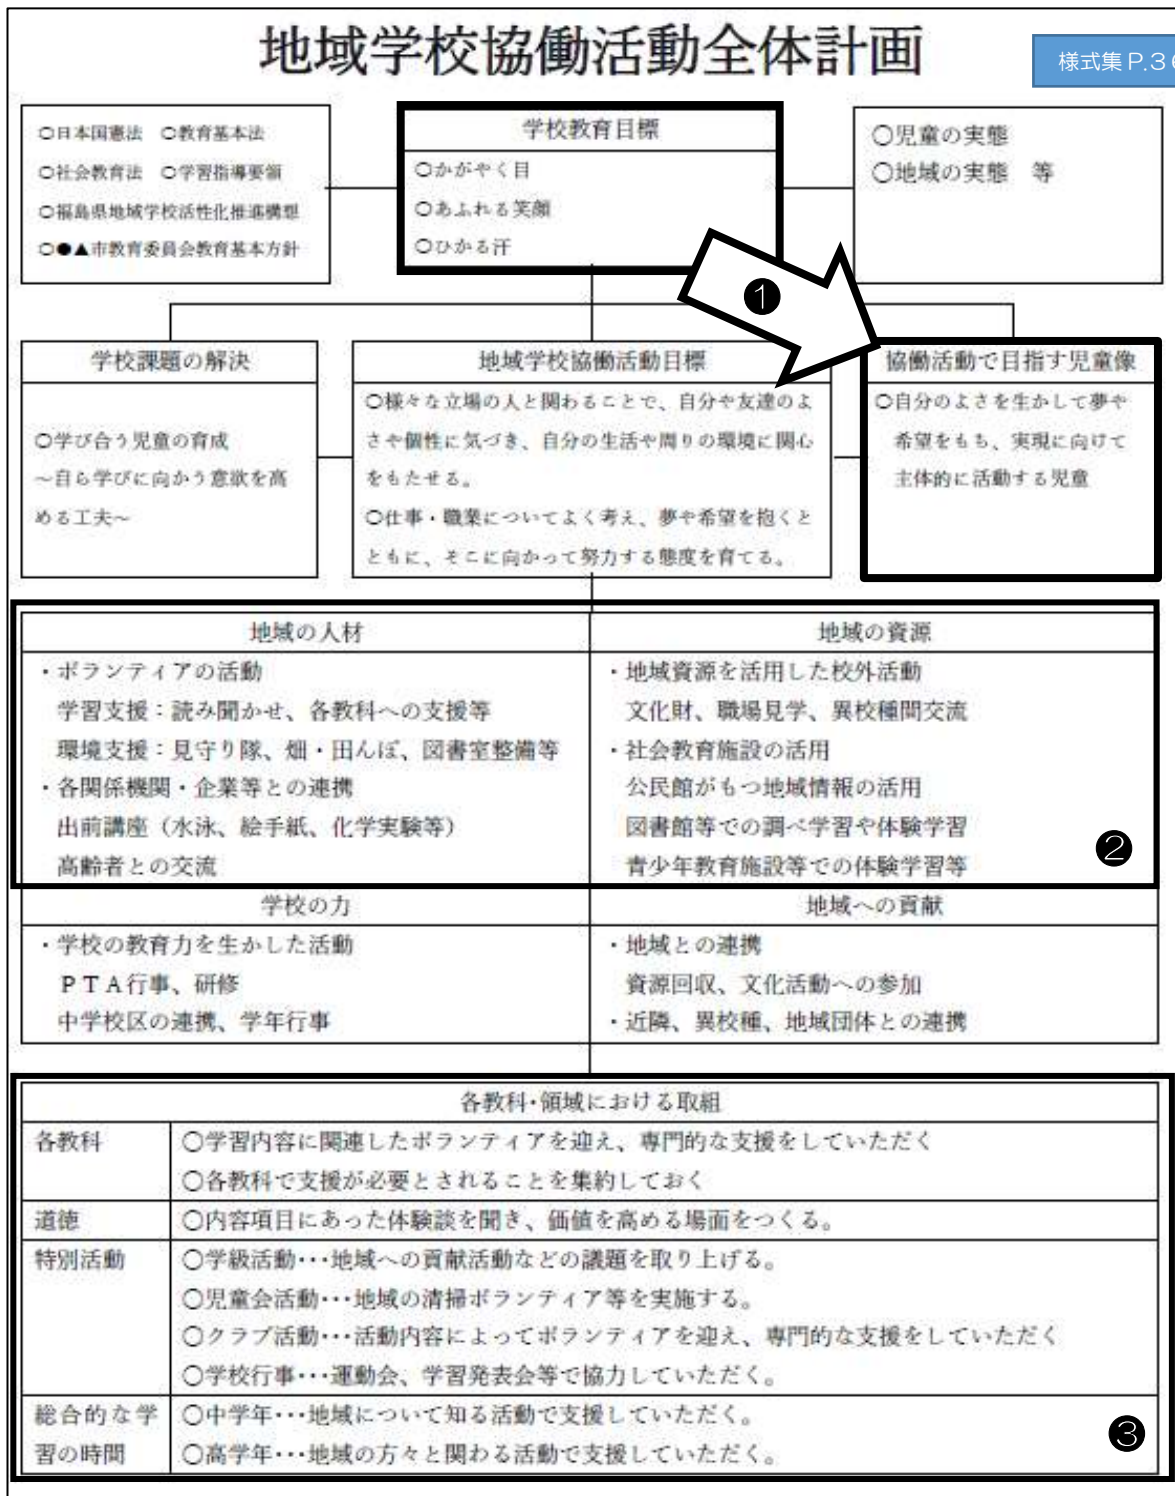 地域学校協働活動全体計画
様式集 P.36
○日本国憲法 ○教育基本法
○社会教育法 ○学習指導要領
○福島県地域学校活性化推進構想
○●▲市教育委員会教育基本方針
学校教育目標
○かがやく目
○あふれる笑顔
○ひかる汗
○児童の実態
○地域の実態 等
❶
学校課題の解決
○学び合う児童の育成
～自ら学びに向かう意欲を高
める工夫～
地域学校協働活動目標
○様々な立場の人と関わることで、自分や友達のよ
さや個性に気づき、自分の生活や周りの環境に関心
をもたせる。
○仕事・職業についてよく考え、夢や希望を抱くと
ともに、そこに向かって努力する態度を育てる。
協働活動で目指す児童像
○自分のよさを生かして夢や
希望をもち、実現に向けて
主体的に活動する児童
地域の人材
・ボランティアの活動
学習支援：読み聞かせ、各教科への支援等
環境支援：見守り隊、畑・田んぼ、図書室整備等
・各関係機関・企業等との連携
出前講座（水泳、絵手紙、化学実験等）
高齢者との交流
地域の資源
・地域資源を活用した校外活動
文化財、職場見学、異校種間交流
・社会教育施設の活用
公民館がもつ地域情報の活用
図書館等での調べ学習や体験学習
青少年教育施設等での体験学習等
❷
学校の力
・学校の教育力を生かした活動
ＰＴＡ行事、研修
中学校区の連携、学年行事
地域への貢献
・地域との連携
資源回収、文化活動への参加
・近隣、異校種、地域団体との連携
各教科・領域における取組
各教科
○学習内容に関連したボランティアを迎え、専門的な支援をしていただく
○各教科で支援が必要とされることを集約しておく
道徳
○内容項目にあった体験談を聞き、価値を高める場面をつくる。
特別活動
○学級活動･･･地域への貢献活動などの議題を取り上げる。
○児童会活動･･･地域の清掃ボランティア等を実施する。
○クラブ活動･･･活動内容によってボランティアを迎え、専門的な支援をしていただく
○学校行事･･･運動会、学習発表会等で協力していただく。
総合的な学
習の時間
○中学年･･･地域について知る活動で支援していただく。
○高学年･･･地域の方々と関わる活動で支援していただく。
❸